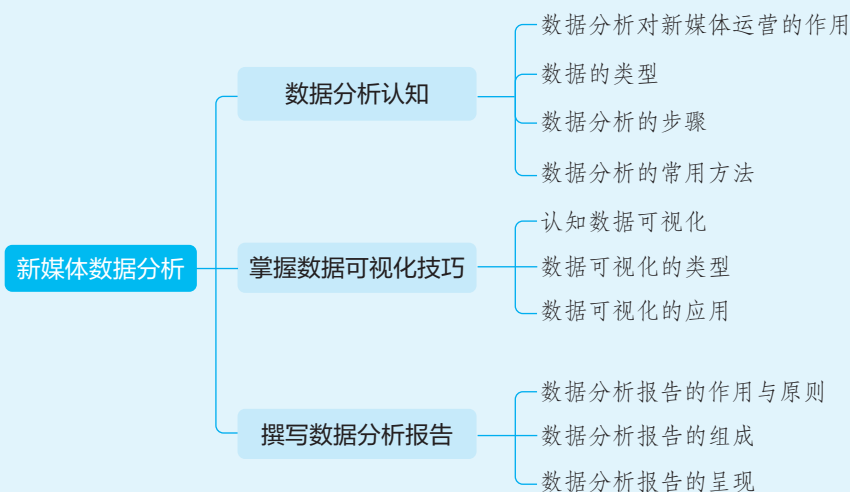 新媒体数据分析
数据分析认知
数据分析对新媒体运营的作用
数据的类型
数据分析的步骤
数据分析的常用方法
掌握数据可视化技巧
认知数据可视化
数据可视化的类型
数据可视化的应用
撰写数据分析报告
数据分析报告的作用与原则
数据分析报告的组成
数据分析报告的呈现